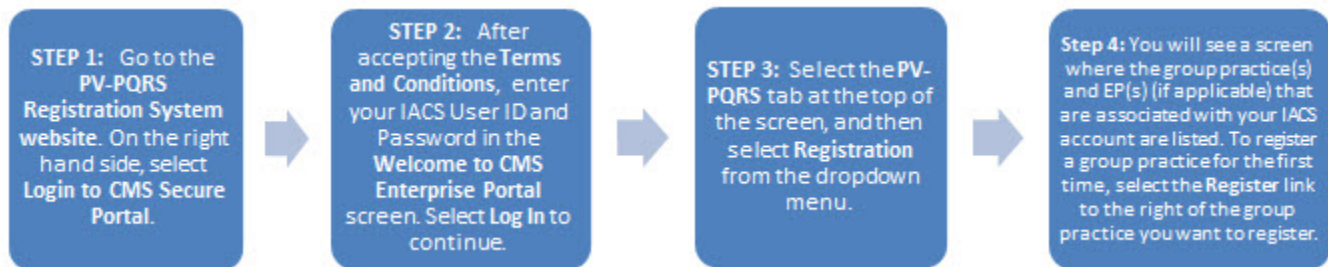 STEP 1: Go to the
PV-PQRS
Registration System
website. On the right
hand side, select
Login to CMS Secure
Portal.
STEP 2: After
accepting the Terms
and Conditions, enter
your IACS User ID and
Password in the
Welcome to CMS
Enterprise Portal
screen. Select Log In to
continue.
STEP 3: Select the PV-
PQRS tab at the top of
the screen, and then
select Registration
from the dropdown
menu.
Step 4: You will see a screen
where the group practice(s)
and EP(s) (if applicable) that
are associated with your IACS
account are listed. To register
a group practice for the first
time, select the Register link
to the right of the group
practice you want to register.